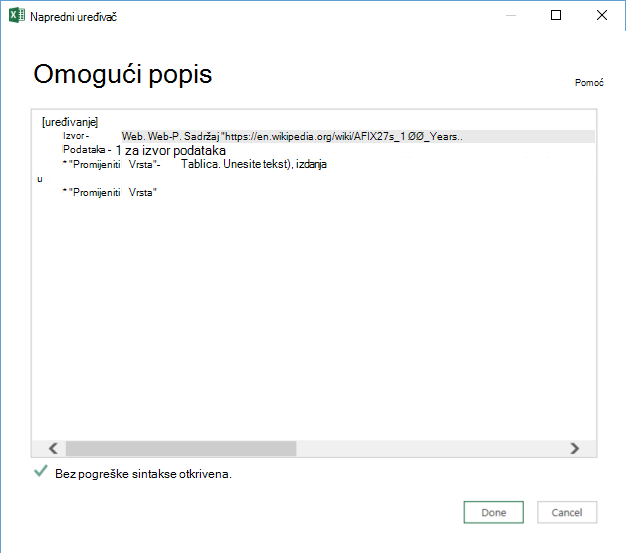 Napredni uređivač
Omogući popis
Pomoć
[uređivanje]
Izvor - Web. Web-P. Sadržaj "https://en.wikipedia.org/wiki/AFIX27s_1 ØØ_Years..
Podataka - 1 za izvor podataka
* "Promijeniti Vrsta"- Tablica. Unesite tekst), izdanja
u
* "Promijeniti Vrsta"
Bez pogreške sintakse otkrivena.
Done Cancel